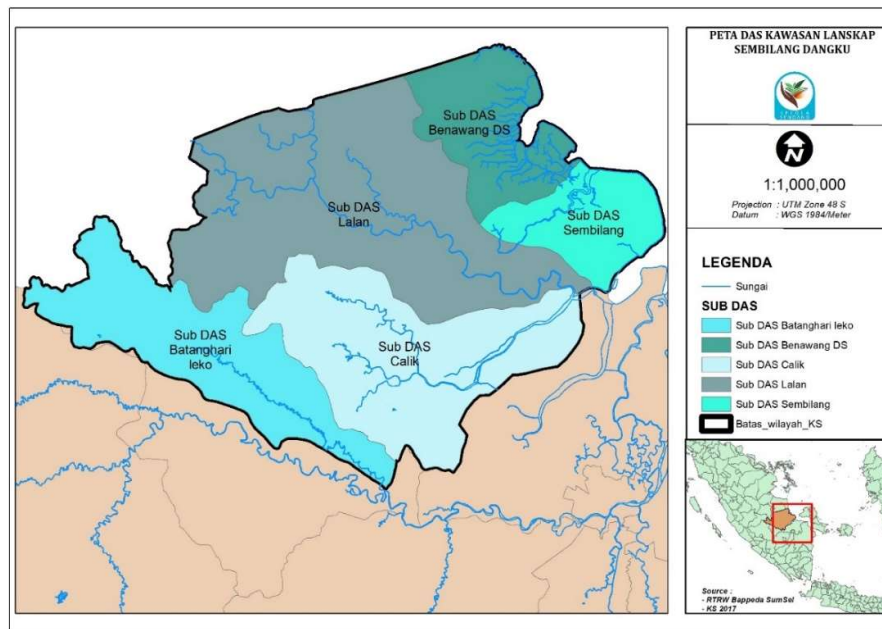 PETA DAS KAWASAN LANSKAP
SEMBILANG DANGKU
1:1,000,000
Projection : UTM Zone 48 S
Datum : WGS 1984/Meter
LEGENDA
Sungai
SUB DAS
Sub DAS Batanghari leko
Sub DAS Benawang DS
Sub DAS Calik
Sub DAS Lalan
Sub DAS Sembilang
Batas_wilayah_KS
Source :
- RTRW Bappeda SumSel
- KS 2017
Sub DAS
Benawang DS
Sub DAS
Lalan
Sub DAS
Sembilang
Sub DAS
Batanghari
leko
Sub DAS
Calik
N